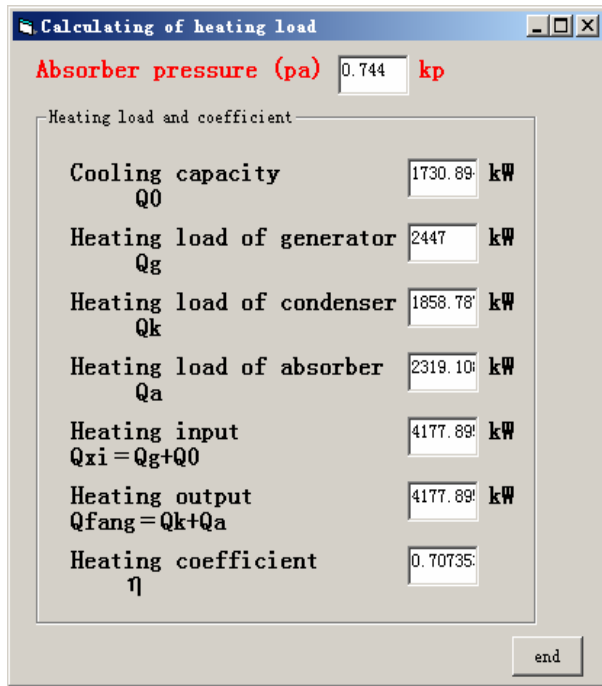 Calculating of heating load
Absorber pressure (pa) 0.744 kp
Heating load and coefficient
Cooling capacity 1730.89 kW
Q0
Heating load of generator 2447 kW
Qg
Heating load of condenser 1858.78 kW
Qk
Heating load of absorber 2319.10 kW
Qa
Heating input 4177.89 kW
Qxi＝Qg+Q0
Heating output 4177.89 kW
Qfang＝Qk+Qa
Heating coefficient 0.70735
η
end